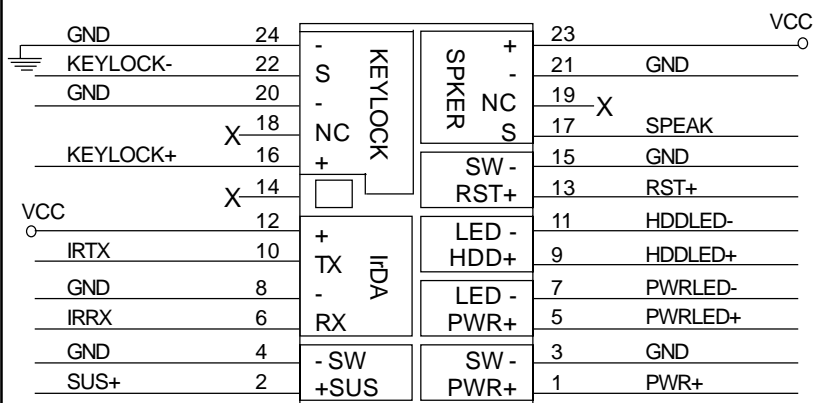 VCC
GND 24 - + 23
KEYLOCK- 22 S - 21 GND
GND 20 - NC 19 X
X 18 NC S 17 SPEAK
KEYLOCK+ 16 + SW - 15 GND
KEYLOCK
SPKER
X 14 RST+ 13 RST+
VCC
12 + LED - 11 HDDLED-
IRTX 10 TX HDD+ 9 HDDLED+
IrDA
GND 8 - LED - 7 PWRLED-
IRRX 6 RX PWR+ 5 PWRLED+
GND 4 - SW SW - 3 GND
SUS+ 2 +SUS PWR+ 1 PWR+